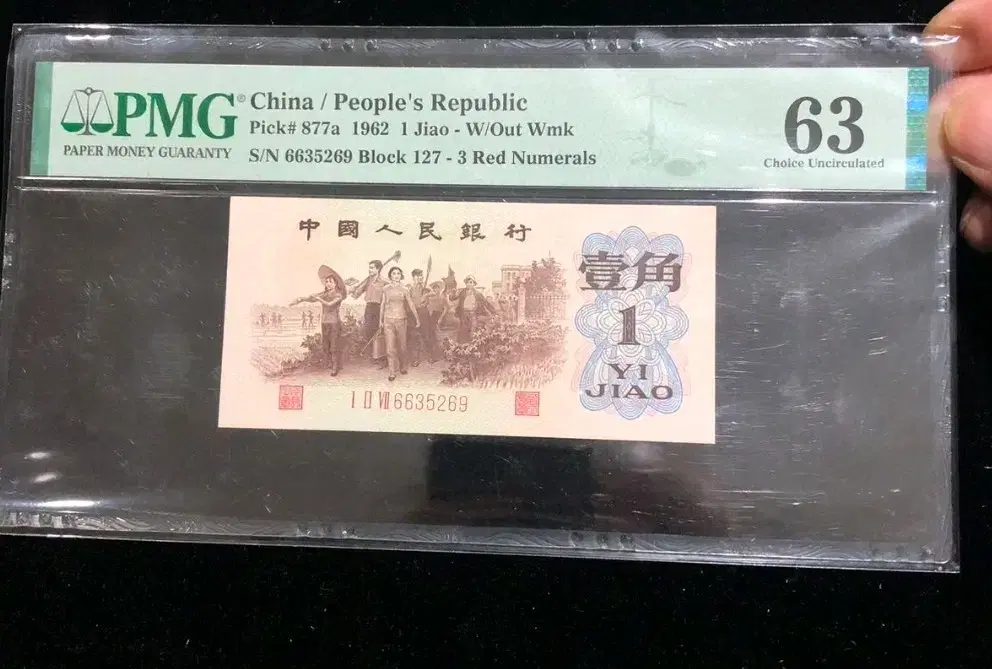 PMG® China / People's Republic
PAPER MONEY GUARANTY
Pick# 877a 1962 1 Jiao - W/Out Wmk
S/N 6635269 Block 127 - 3 Red Numerals
63
Choice Uncirculated
中國人民銀行
壹角
1
YI
JIAO
I II VII 6635269